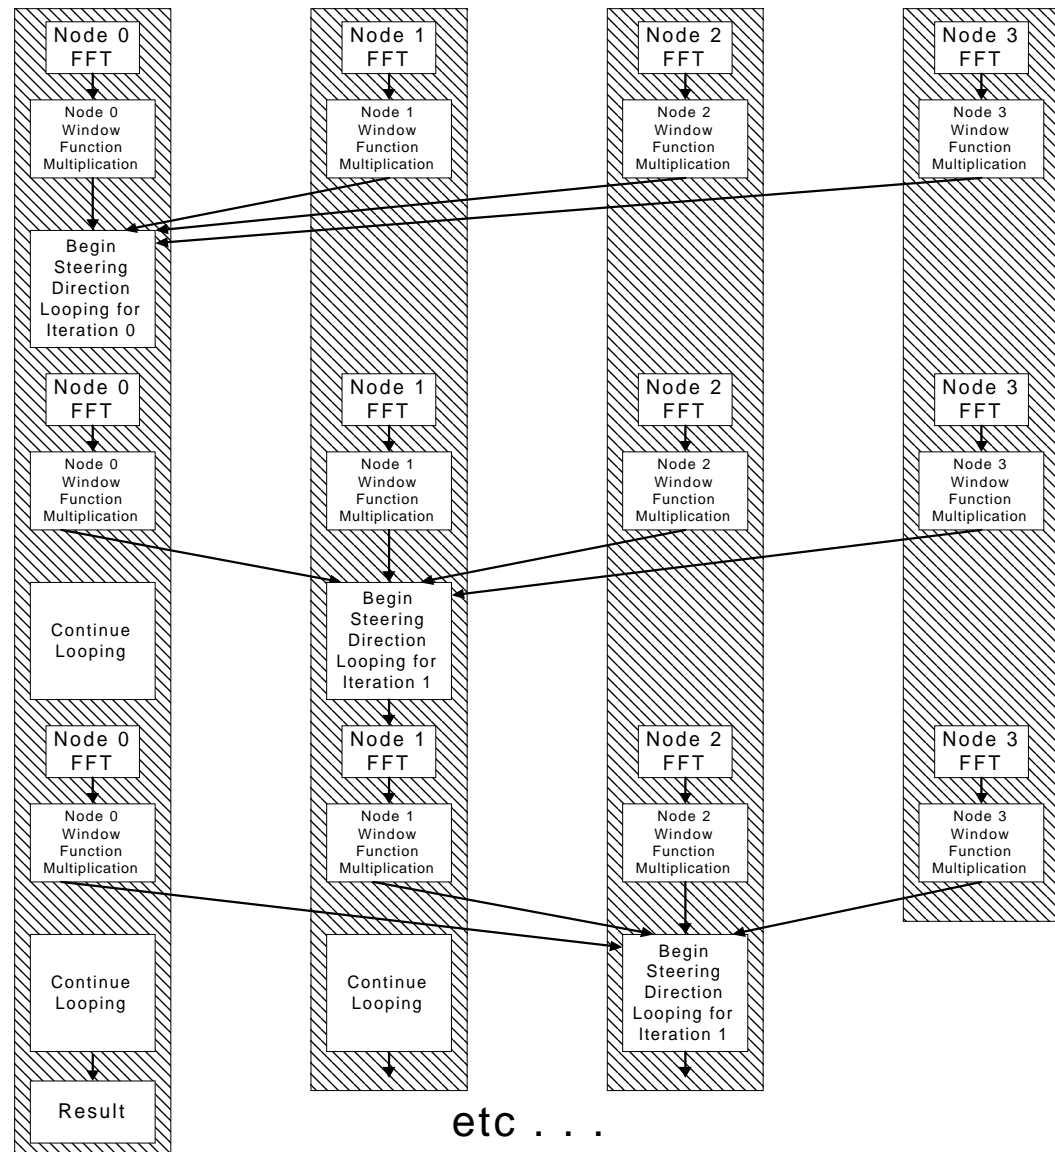 Node 0
FFT
Node 1
FFT
Node 2
FFT
Node 3
FFT
Node 0
Window
Function
Multiplication
Node 1
Window
Function
Multiplication
Node 2
Window
Function
Multiplication
Node 3
Window
Function
Multiplication
Begin
Steering
Direction
Looping for
Iteration 0
Node 0
FFT
Node 1
FFT
Node 2
FFT
Node 3
FFT
Node 0
Window
Function
Multiplication
Node 1
Window
Function
Multiplication
Node 2
Window
Function
Multiplication
Node 3
Window
Function
Multiplication
Continue
Looping
Begin
Steering
Direction
Looping for
Iteration 1
Node 0
FFT
Node 1
FFT
Node 2
FFT
Node 3
FFT
Node 0
Window
Function
Multiplication
Node 1
Window
Function
Multiplication
Node 2
Window
Function
Multiplication
Node 3
Window
Function
Multiplication
Continue
Looping
Continue
Looping
Begin
Steering
Direction
Looping for
Iteration 1
Result
etc . . .